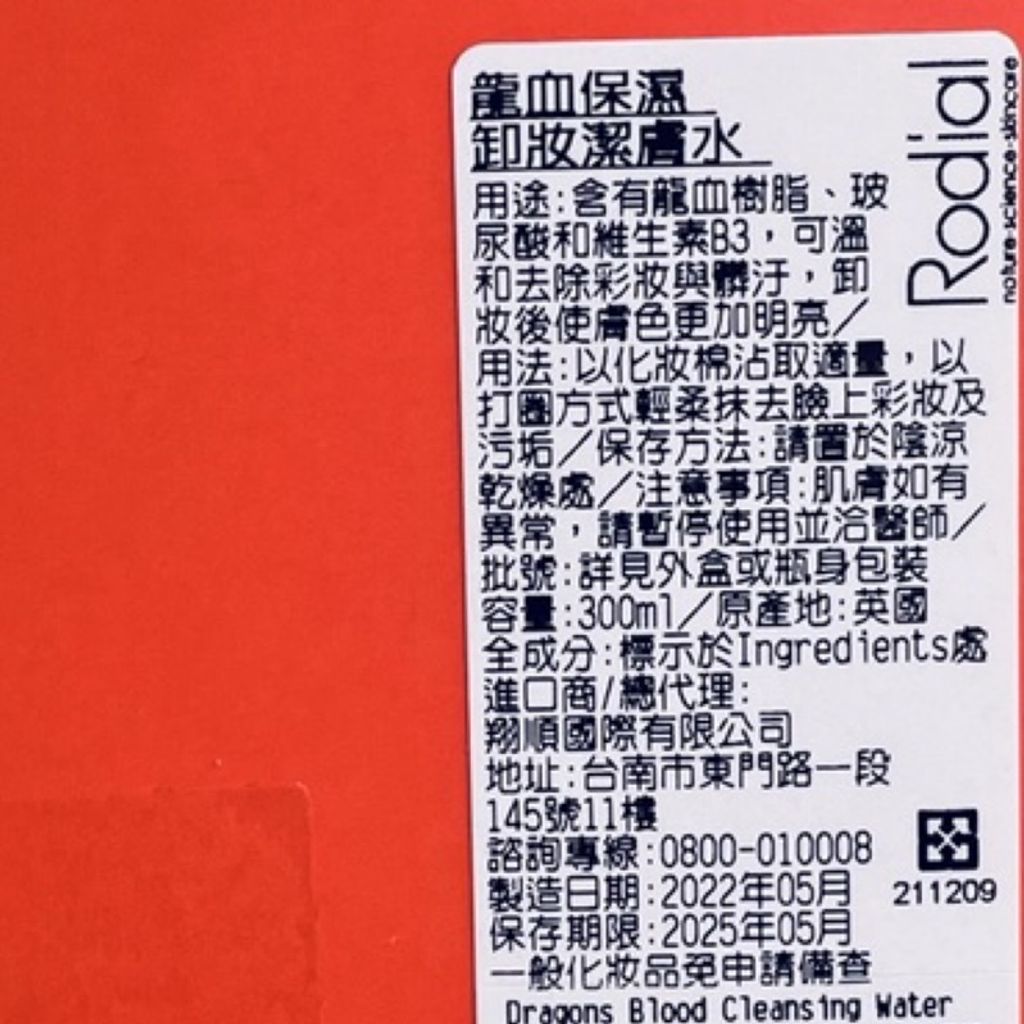 龍血保濕
卸妝潔膚水
用途:含有龍血樹脂、玻
尿酸和維生素B3，可溫
和去除彩妝與髒汙，卸
妝後使膚色更加明亮／
用法:以化妝棉沾取適量，以
打圈方式輕柔抹去臉上彩妝及
污垢／保存方法:請置於陰涼
乾燥處／注意事項:肌膚如有
異常，請暫停使用並洽醫師／
批號:詳見外盒或瓶身包裝
容量:300ml／原產地:英國
全成分:標示於Ingredients處
進口商/總代理:
翔順國際有限公司
地址:台南市東門路一段
145號11樓
諮詢專線:0800-010008
製造日期:2022年05月
保存期限:2025年05月
一般化妝品免申請備查
Dragons Blood Cleansing Water
Rodial
nature·science·skincare
211209